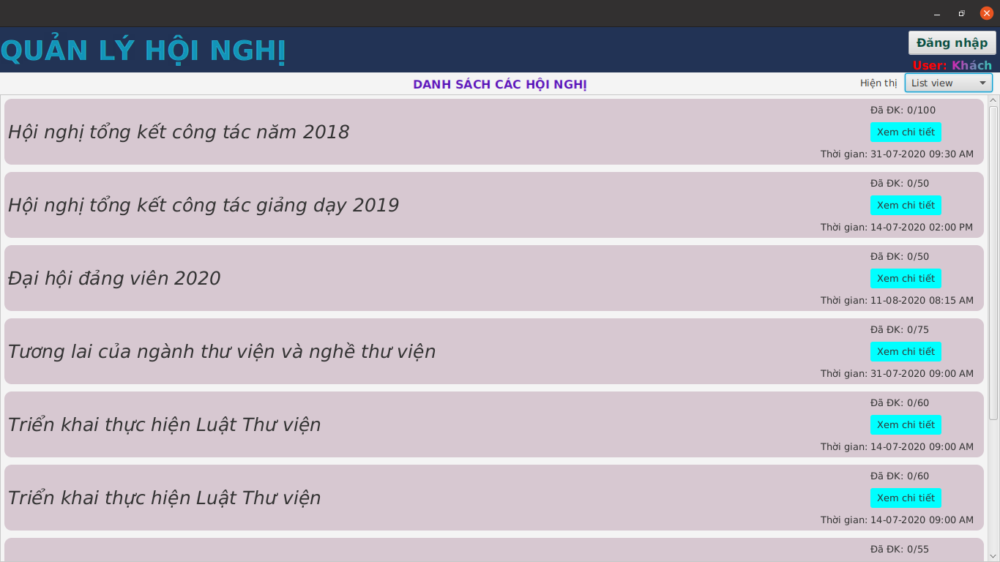 QUẢN LÝ HỘI NGHỊ
Đăng nhập
User: Khách
DANH SÁCH CÁC HỘI NGHỊ
Hiện thị
List view
Đã ĐK: 0/100
Hội nghị tổng kết công tác năm 2018
Xem chi tiết
Thời gian: 31-07-2020 09:30 AM
Đã ĐK: 0/50
Hội nghị tổng kết công tác giảng dạy 2019
Xem chi tiết
Thời gian: 14-07-2020 02:00 PM
Đã ĐK: 0/50
Đại hội đảng viên 2020
Xem chi tiết
Thời gian: 11-08-2020 08:15 AM
Đã ĐK: 0/75
Tương lai của ngành thư viện và nghề thư viện
Xem chi tiết
Thời gian: 31-07-2020 09:00 AM
Đã ĐK: 0/60
Triển khai thực hiện Luật Thư viện
Xem chi tiết
Thời gian: 14-07-2020 09:00 AM
Đã ĐK: 0/60
Triển khai thực hiện Luật Thư viện
Xem chi tiết
Thời gian: 14-07-2020 09:00 AM
Đã ĐK: 0/55